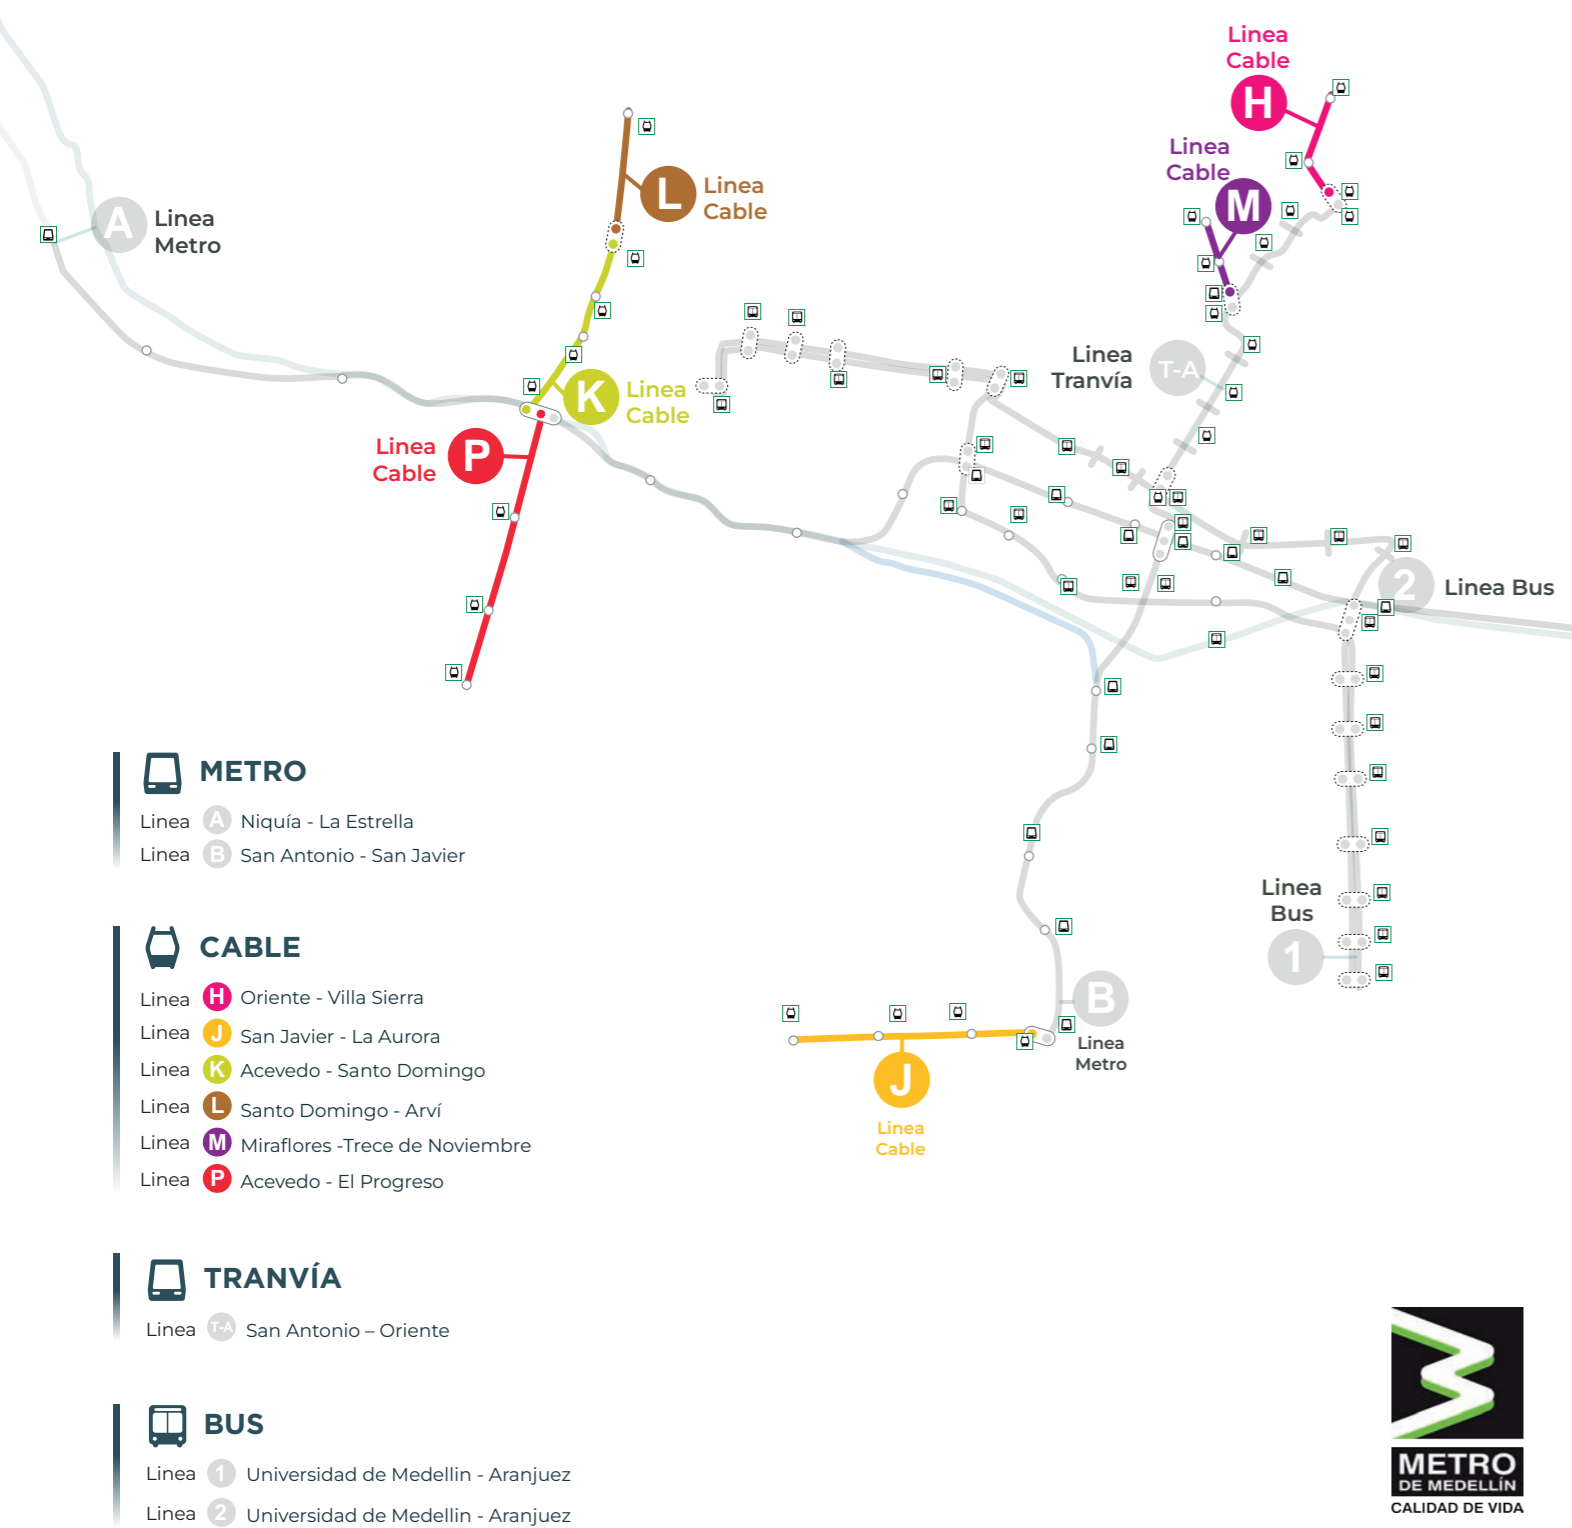 Linea
Cable
H
Linea
Cable
M
L
Linea
Cable
A
Linea
Metro
Linea
Tranvía
T-A
K
Linea
Cable
Linea
Cable
P
2
Linea Bus
Linea
Bus
1
B
Linea
Metro
J
Linea
Cable
METRO
Linea A Niquía - La Estrella
Linea B San Antonio - San Javier
CABLE
Linea H Oriente - Villa Sierra
Linea J San Javier - La Aurora
Linea K Acevedo - Santo Domingo
Linea L Santo Domingo - Arví
Linea M Miraflores -Trece de Noviembre
Linea P Acevedo - El Progreso
TRANVÍA
Linea T-A San Antonio – Oriente
BUS
Linea 1 Universidad de Medellin - Aranjuez
Linea 2 Universidad de Medellin - Aranjuez
METRO
DE MEDELLÍN
CALIDAD DE VIDA